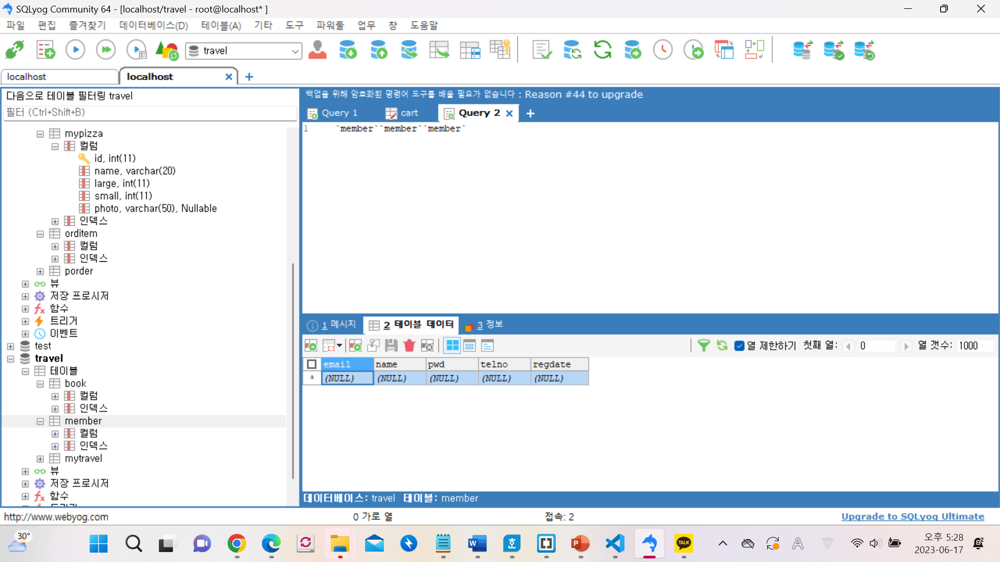 SQLyog Community 64 - [localhost/travel - root@localhost* ]
파일 편집 즐겨찾기 데이터베이스(D) 테이블(A) 기타 도구 파워툴 업무 창 도움말
travel
localhost
localhost
다음으로 테이블 필터링 travel
필터 (Ctrl+Shift+B)
mypizza
컬럼
id, int(11)
name, varchar(20)
large, int(11)
small, int(11)
photo, varchar(50), Nullable
인덱스
orditem
컬럼
인덱스
porder
뷰
저장 프로시저
함수
트리거
이벤트
test
travel
테이블
book
컬럼
인덱스
member
컬럼
인덱스
mytravel
뷰
저장 프로시저
함수
백업을 위해 암호화된 명령어 도구를 배울 필요가 없습니다 : Reason #44 to upgrade
Query 1 cart Query 2
1 `member``member``member`
1 메시지 2 테이블 데이터 3 정보
열 제한하기 첫째 열: 0 열 갯수: 1000
email name pwd telno regdate
* (NULL) (NULL) (NULL) (NULL) (NULL)
데이터베이스: travel 테이블: member
http://www.webyog.com 0 가로 열 접속: 2 Upgrade to SQLyog Ultimate
30°
W
호
P
TALK
A
오후 5:28
2023-06-17